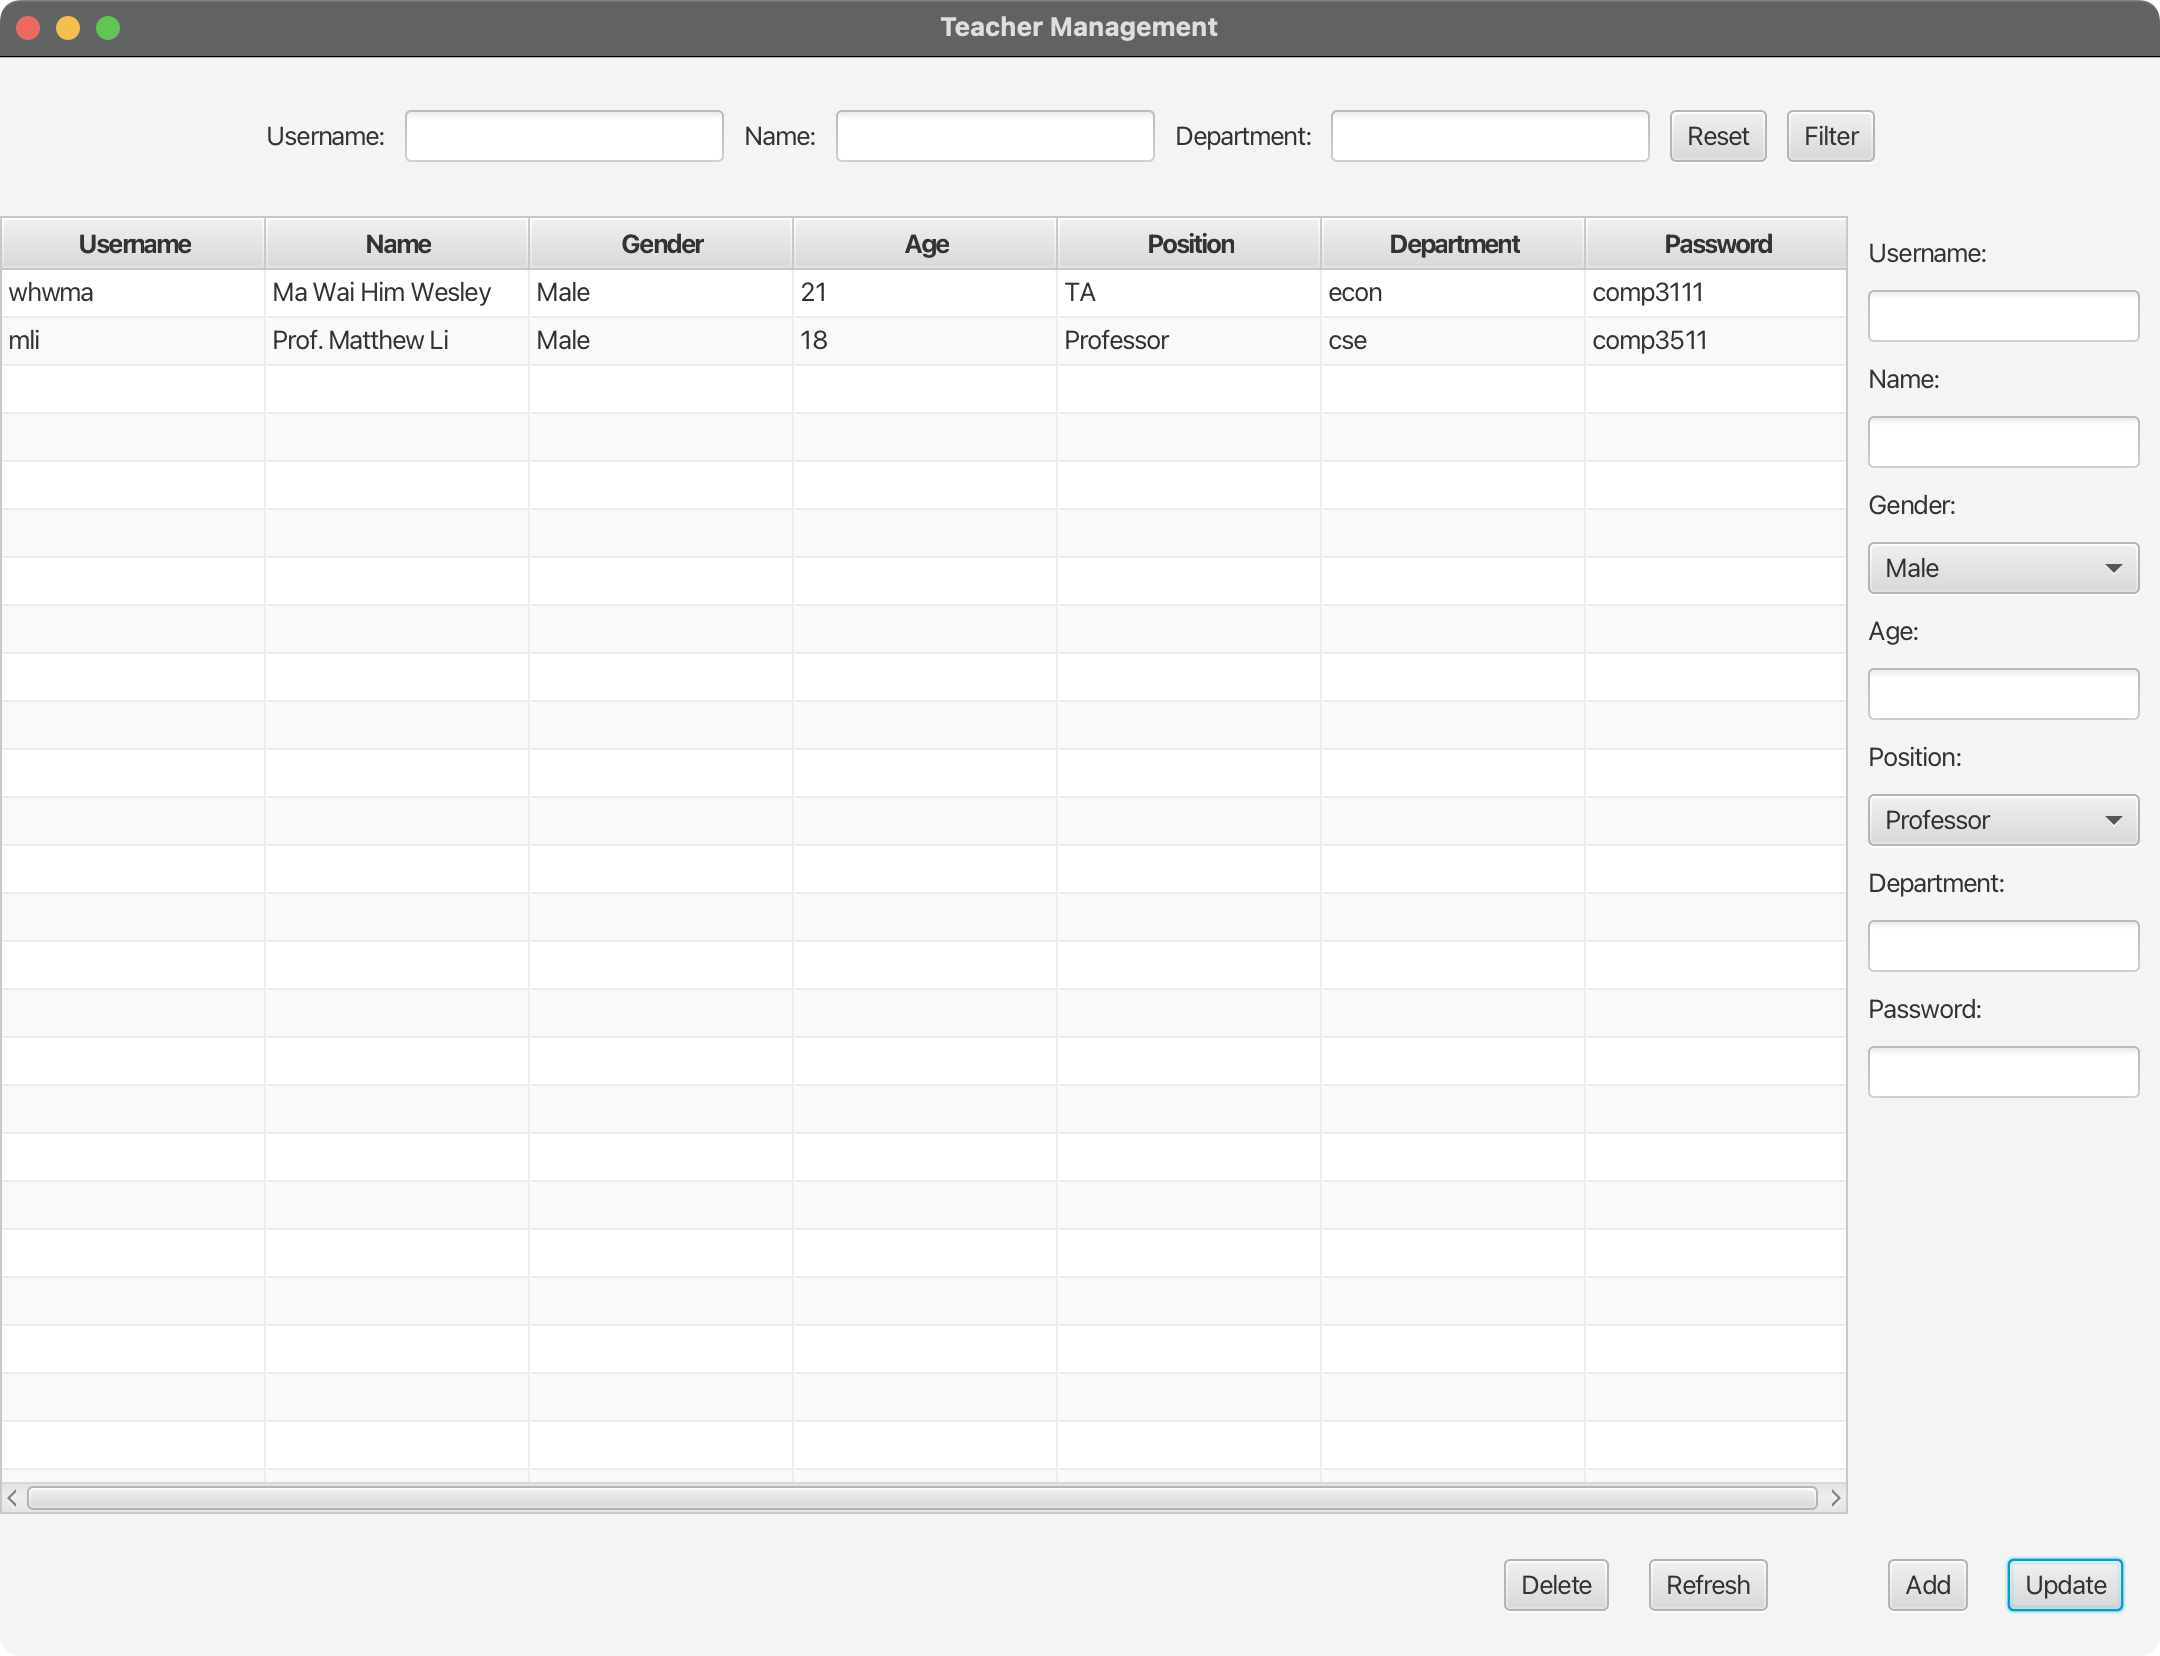 Teacher Management
Username: Name: Department: Reset Filter
Username Name Gender Age Position Department Password
whwma Ma Wai Him Wesley Male 21 TA econ comp3111
mli Prof. Matthew Li Male 18 Professor cse comp3511
Username:
Name:
Gender:
Male
Age:
Position:
Professor
Department:
Password:
Delete Refresh Add Update